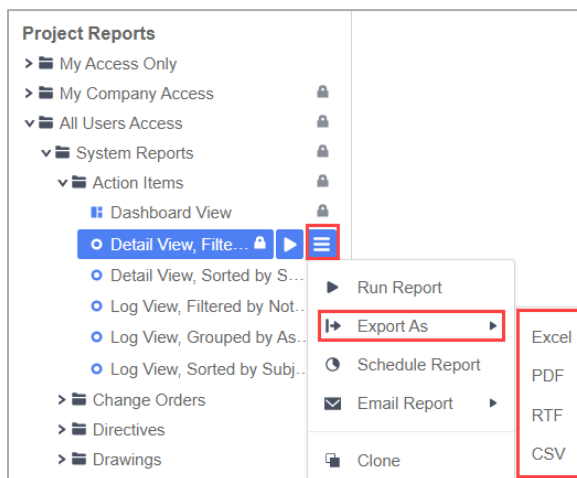 Project Reports
My Access Only
My Company Access
All Users Access
System Reports
Action Items
Dashboard View
Detail View, Filte...
Detail View, Sorted by S...
Log View, Filtered by Not...
Log View, Grouped by As...
Log View, Sorted by Subj...
Change Orders
Directives
Drawings
Run Report
Export As
Schedule Report
Email Report
Clone
Excel
PDF
RTF
CSV